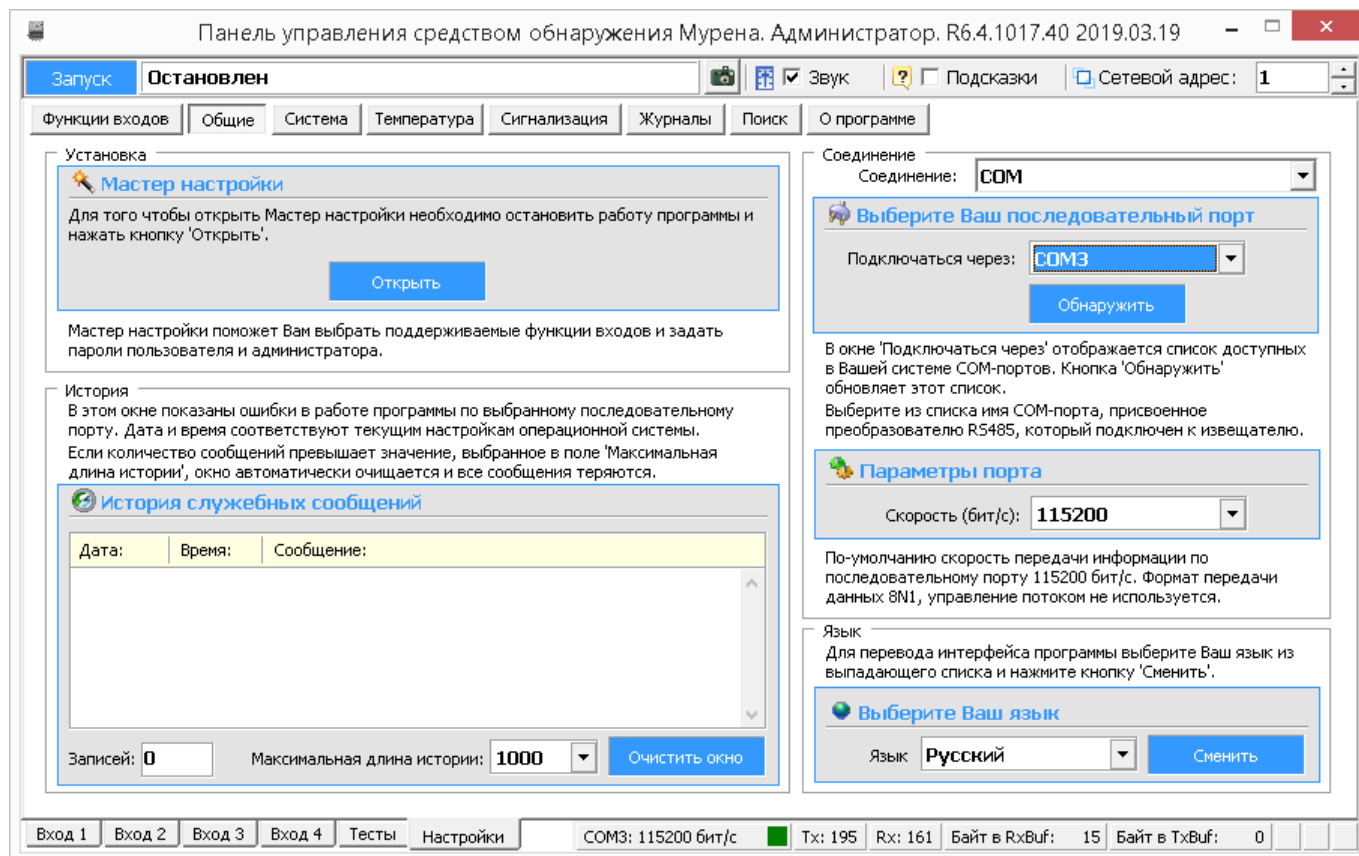 Панель управления средством обнаружения Мурена. Администратор. R6.4.1017.40 2019.03.19
Запуск Остановлен Звук Подсказки Сетевой адрес: 1
Функции входов Общие Система Температура Сигнализация Журналы Поиск О программе
Установка
Мастер настройки
Для того чтобы открыть Мастер настройки необходимо остановить работу программы и
нажать кнопку 'Открыть'.
Открыть
Мастер настройки поможет Вам выбрать поддерживаемые функции входов и задать
пароли пользователя и администратора.
История
В этом окне показаны ошибки в работе программы по выбранному последовательному
порту. Дата и время соответствуют текущим настройкам операционной системы.
Если количество сообщений превышает значение, выбранное в поле 'Максимальная
длина истории', окно автоматически очищается и все сообщения теряются.
История служебных сообщений
Дата: Время: Сообщение:
Записей: 0 Максимальная длина истории: 1000 Очистить окно
Соединение
Соединение: COM
Выберите Ваш последовательный порт
Подключаться через: COM3
Обнаружить
В окне 'Подключаться через' отображается список доступных
в Вашей системе COM-портов. Кнопка 'Обнаружить'
обновляет этот список.
Выберите из списка имя COM-порта, присвоенное
преобразователю RS485, который подключен к извещателю.
Параметры порта
Скорость (бит/с): 115200
По-умолчанию скорость передачи информации по
последовательному порту 115200 бит/с. Формат передачи
данных 8N1, управление потоком не используется.
Язык
Для перевода интерфейса программы выберите Ваш язык из
выпадающего списка и нажмите кнопку 'Сменить'.
Выберите Ваш язык
Язык Русский Сменить
Вход 1 Вход 2 Вход 3 Вход 4 Тесты Настройки COM3: 115200 бит/с Tx: 195 Rx: 161 Байт в RxBuf: 15 Байт в TxBuf: 0